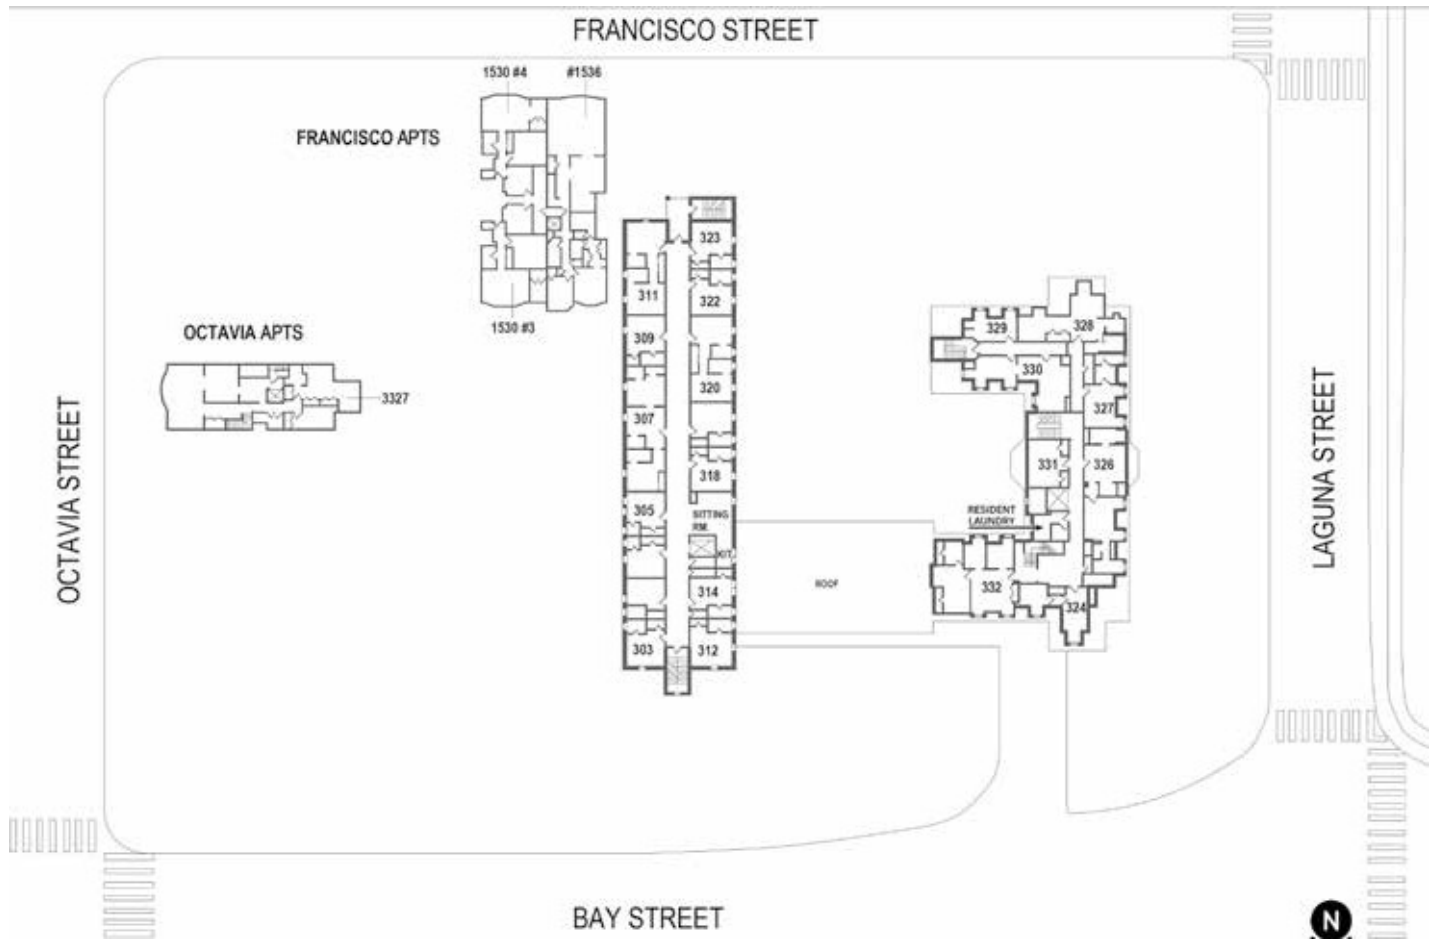 FRANCISCO STREET
1530 #4
#1536
FRANCISCO APTS
323
311
322
1530 #3
OCTAVIA APTS
309
329
328
330
320
3327
307
327
331
326
318
305
SITTING
RM.
RESIDENT
LAUNDRY
KIT.
ROOF
314
332
324
303
312
OCTAVIA STREET
LAGUNA STREET
BAY STREET
N